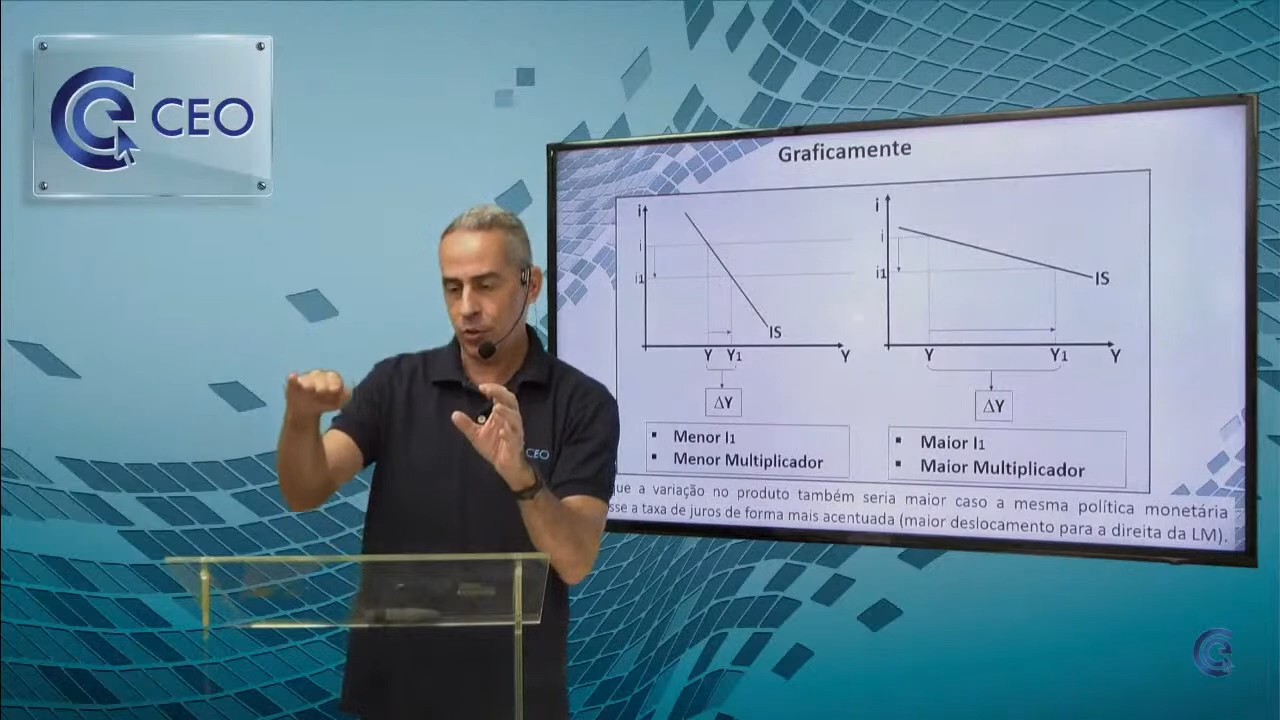 CEO
Graficamente
i
i
i1
IS
Y Y1 Y
ΔY
▪ Menor I1
▪ Menor Multiplicador
i
i
i1
IS
Y Y1 Y
ΔY
▪ Maior I1
▪ Maior Multiplicador
a variação no produto também seria maior caso a mesma política monetária
a taxa de juros de forma mais acentuada (maior deslocamento para a direita da LM).
CEO